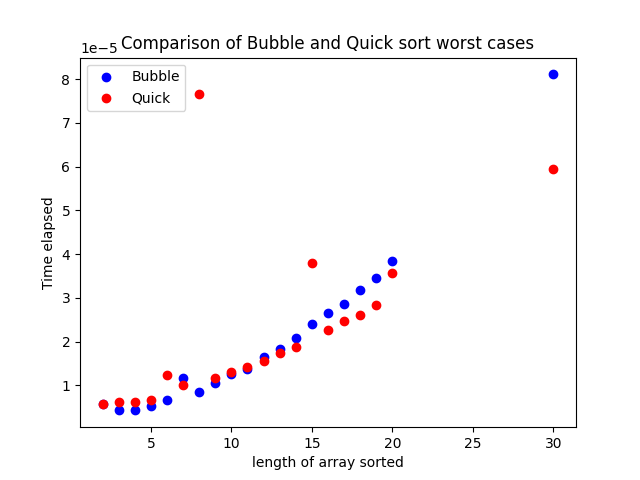 Comparison of Bubble and Quick sort worst cases
1e−5
Bubble
Quick
8
7
6
5
4
3
2
1
Time elapsed
5 10 15 20 25 30
length of array sorted